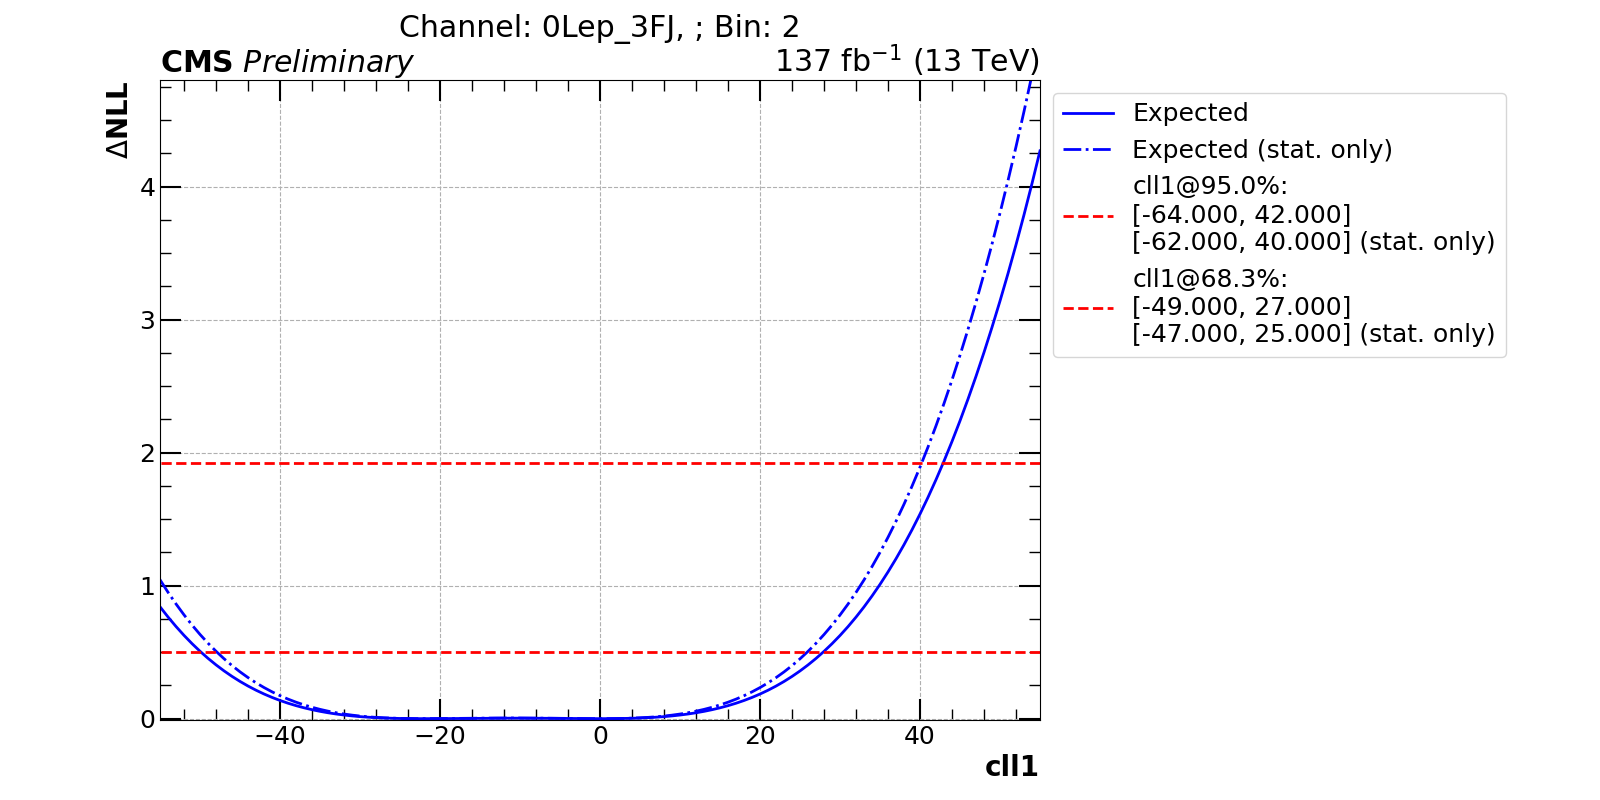 Channel: 0Lep_3FJ, ; Bin: 2
CMS Preliminary
137 fb⁻¹ (13 TeV)
ΔNLL
4
3
2
1
0
−40
−20
0
20
40
cll1
Expected
Expected (stat. only)
cll1@95.0%:
[-64.000, 42.000]
[-62.000, 40.000] (stat. only)
cll1@68.3%:
[-49.000, 27.000]
[-47.000, 25.000] (stat. only)